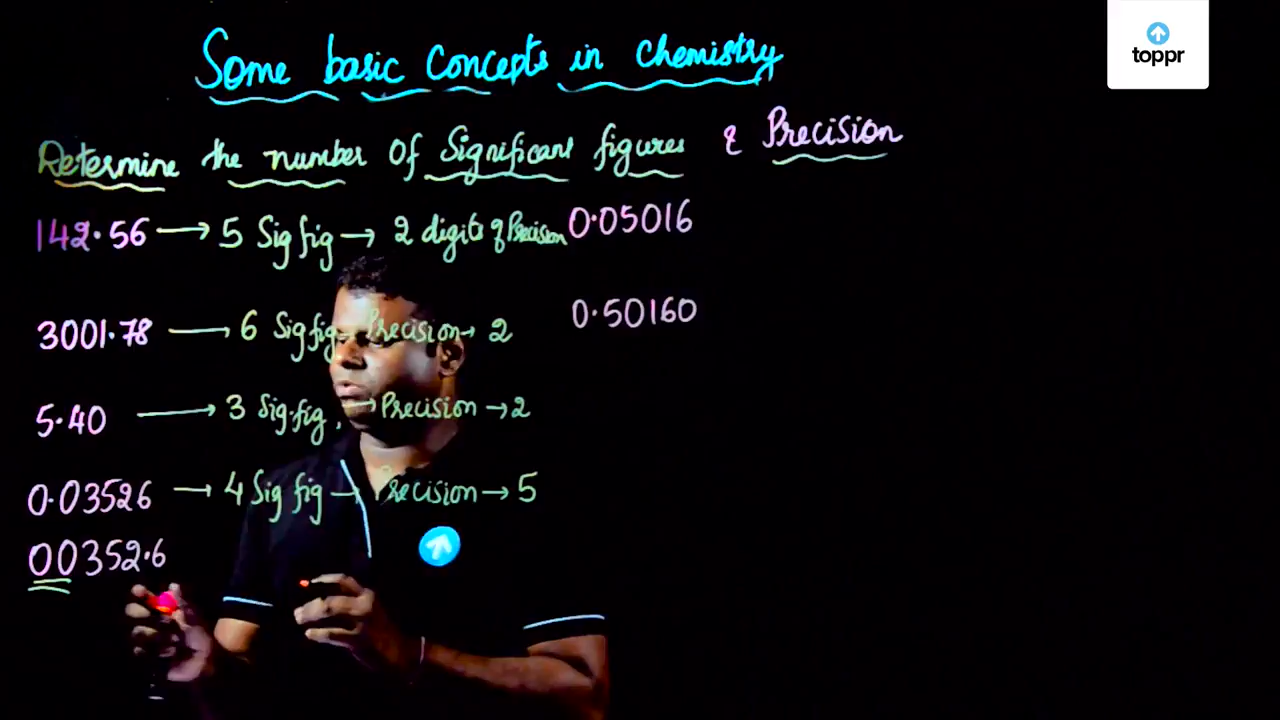 Some basic Concepts in Chemistry
toppr
Determine the number of Significant figures & Precision
142.56 → 5 Sig fig → 2 digits of Precision
0.05016
3001.78 → 6 Sig fig → Precision → 2
0.50160
5.40 → 3 Sig.fig, → Precision → 2
0.03526 → 4 Sig fig → Precision → 5
00352.6